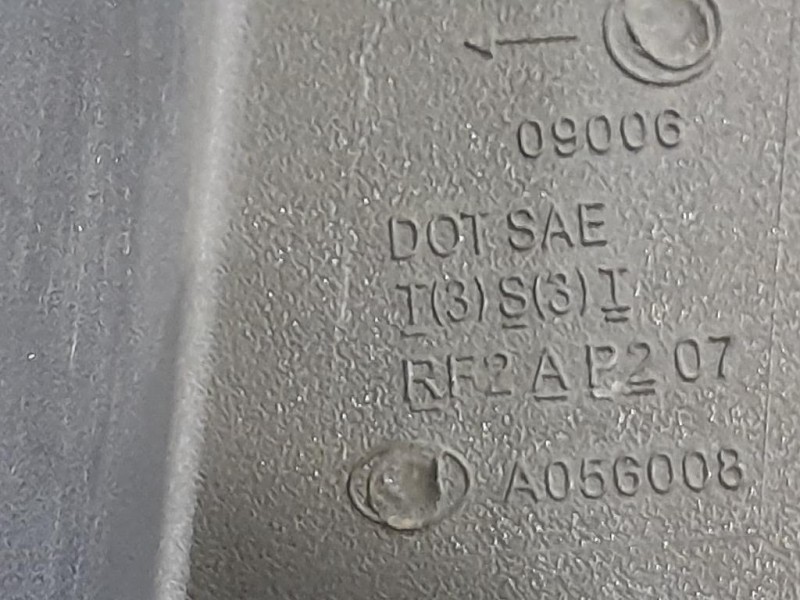 09006
DOT SAE
T(3) S(3) I
RF2 A P2 07
A056008